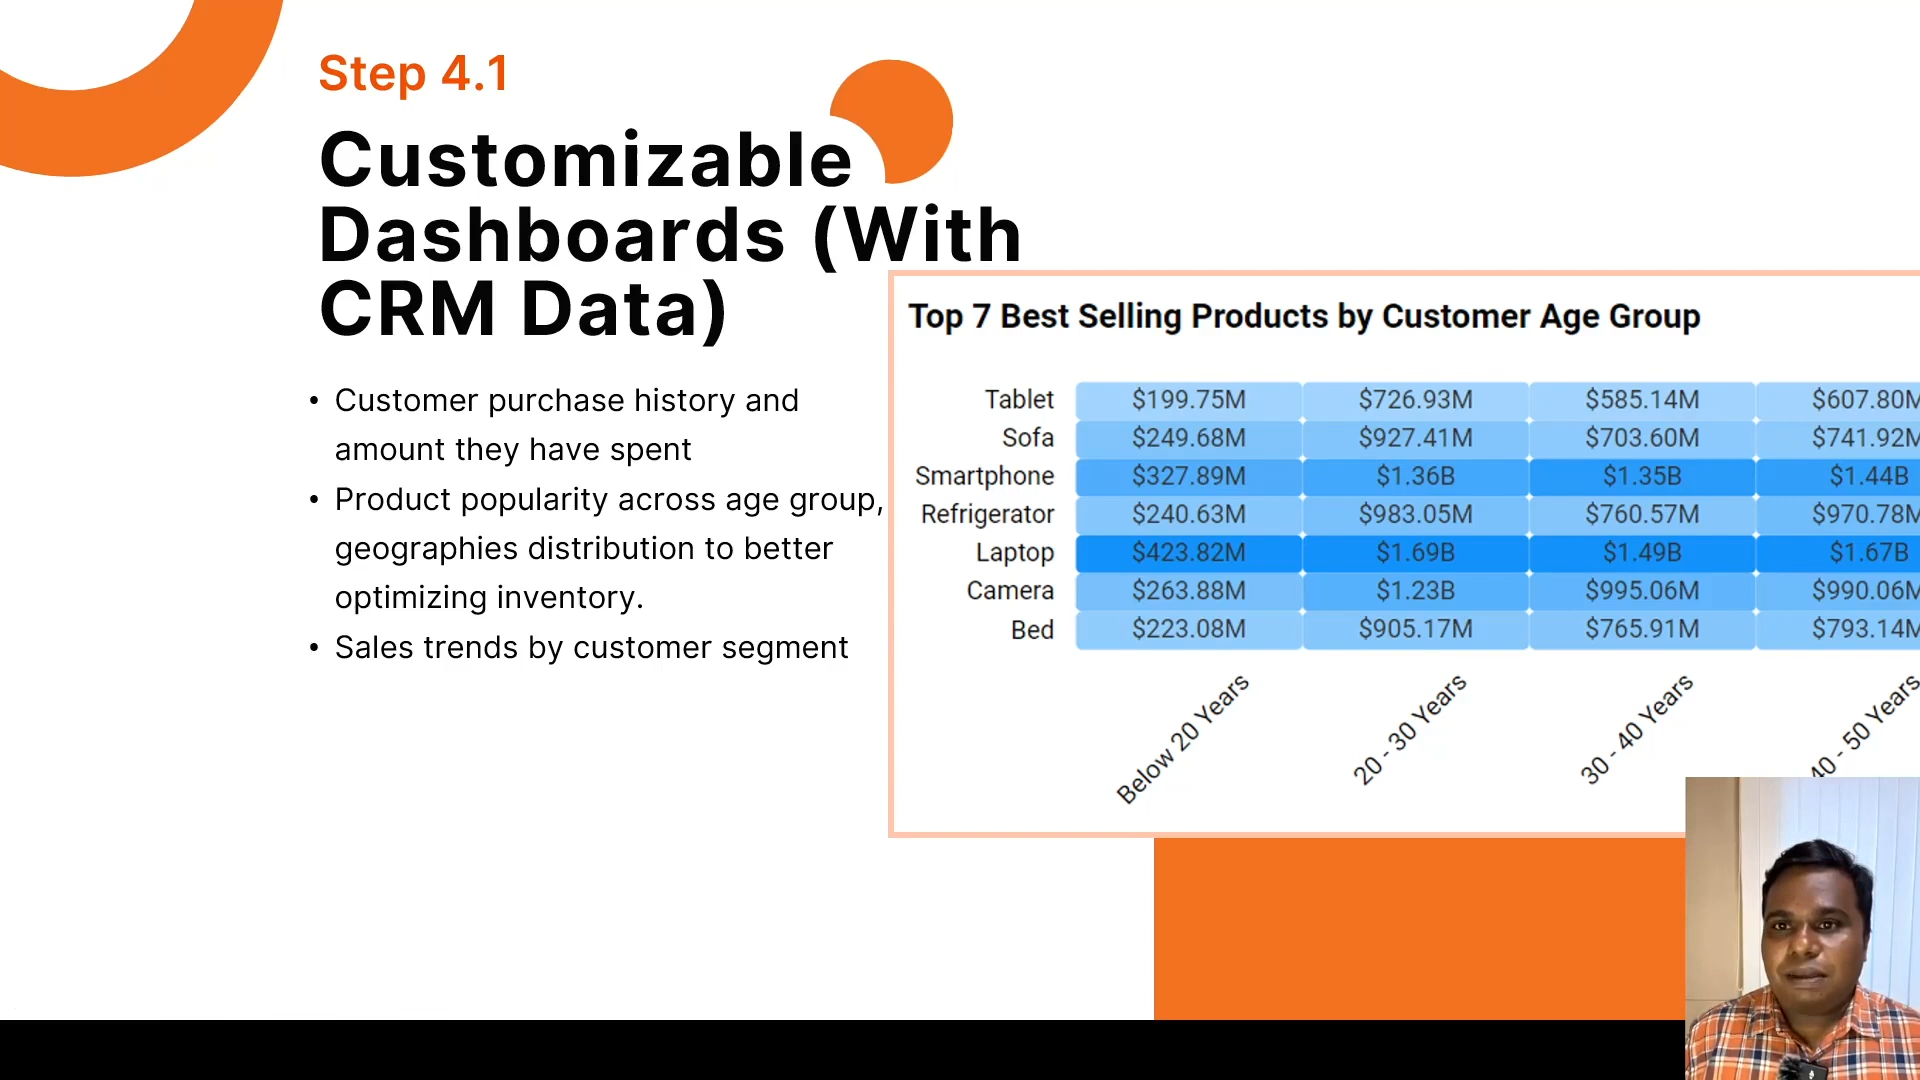 Step 4.1
Customizable
Dashboards (With
CRM Data)
• Customer purchase history and
amount they have spent
• Product popularity across age group,
geographies distribution to better
optimizing inventory.
• Sales trends by customer segment
Top 7 Best Selling Products by Customer Age Group
Tablet $199.75M $726.93M $585.14M $607.80M
Sofa $249.68M $927.41M $703.60M $741.92M
Smartphone $327.89M $1.36B $1.35B $1.44B
Refrigerator $240.63M $983.05M $760.57M $970.78M
Laptop $423.82M $1.69B $1.49B $1.67B
Camera $263.88M $1.23B $995.06M $990.06M
Bed $223.08M $905.17M $765.91M $793.14M
Below 20 Years 20 - 30 Years 30 - 40 Years 40 - 50 Years